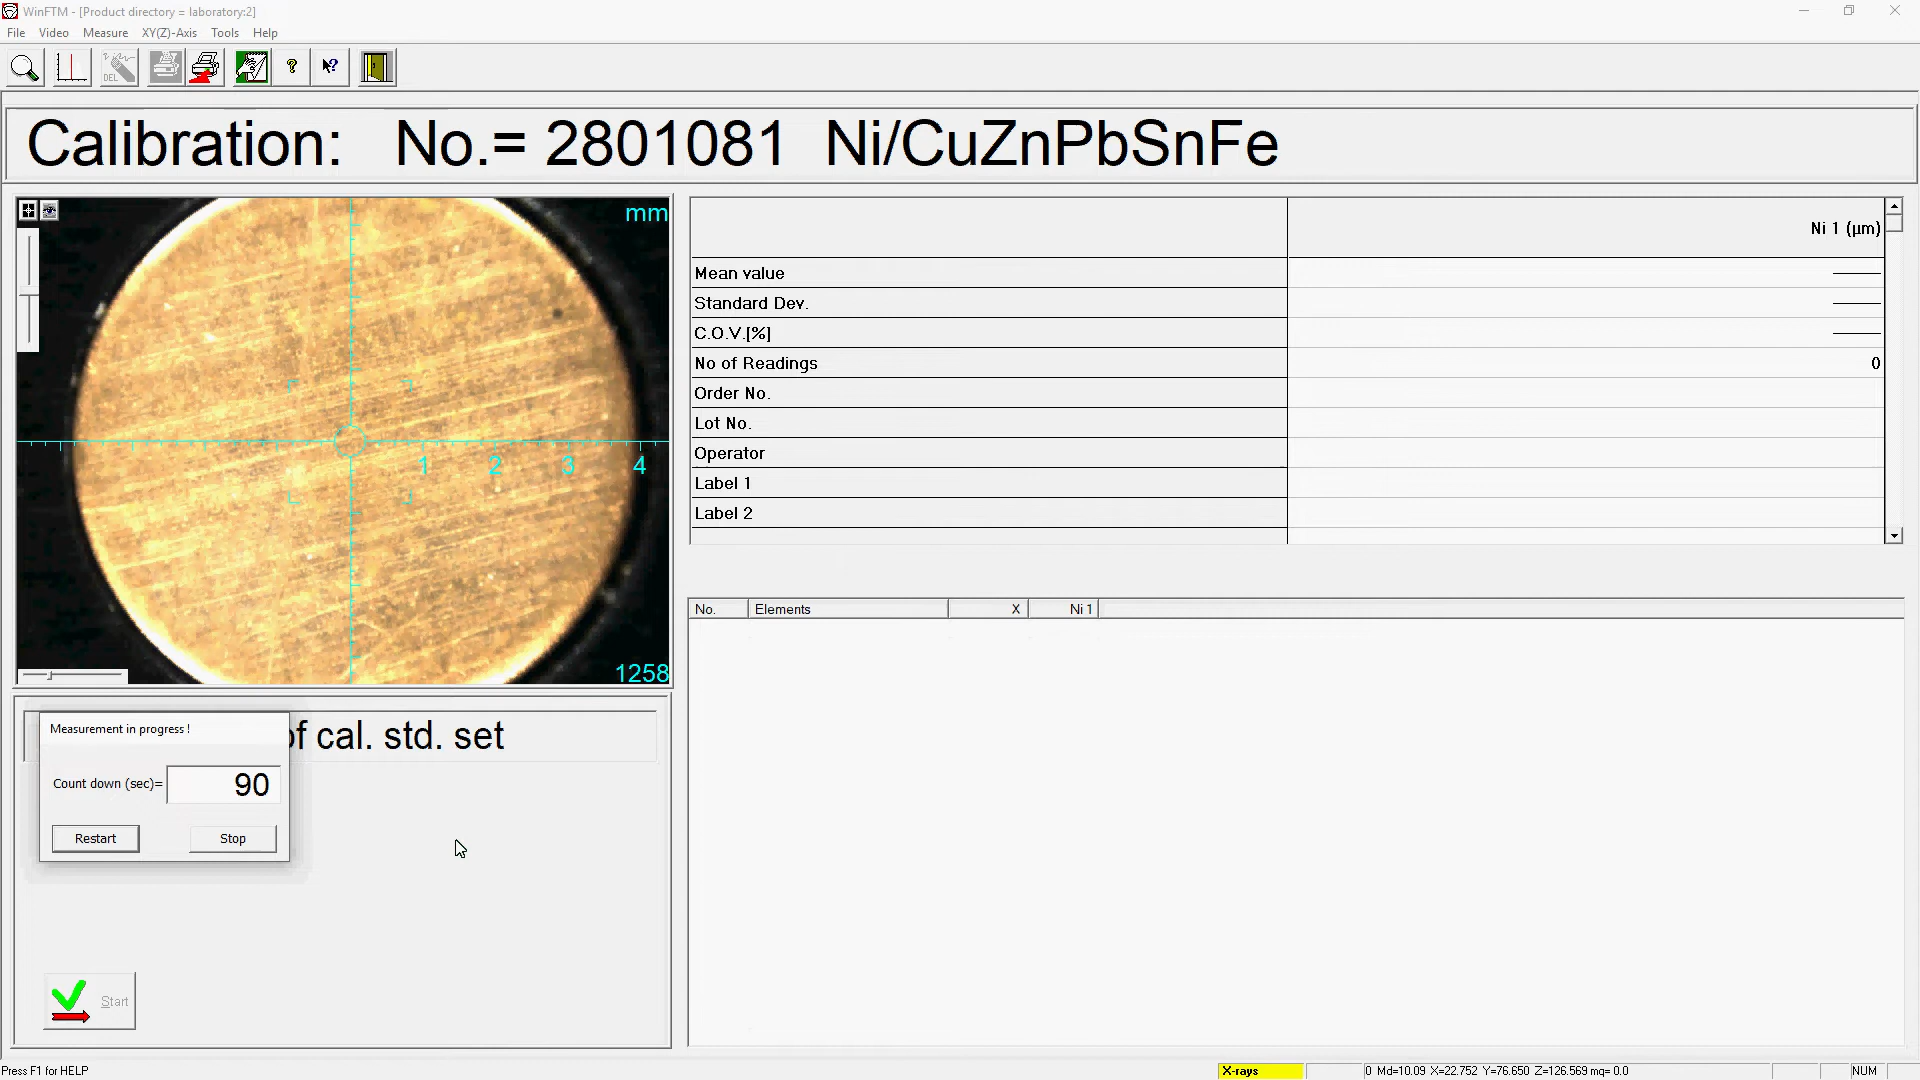 WinFTM - [Product directory = laboratory:2]
File Video Measure XY(Z)-Axis Tools Help
DEL ? ?
Calibration: No.= 2801081 Ni/CuZnPbSnFe
mm
1 2 3 4
1258
Ni 1 (µm)
Mean value
Standard Dev.
C.O.V.[%]
No of Readings 0
Order No.
Lot No.
Operator
Label 1
Label 2
No. Elements X Ni 1
of cal. std. set
Measurement in progress !
Count down (sec)= 90
Restart Stop
Start
Press F1 for HELP X-rays 0 Md=10.09 X=22.752 Y=76.650 Z=126.569 mq= 0.0 NUM